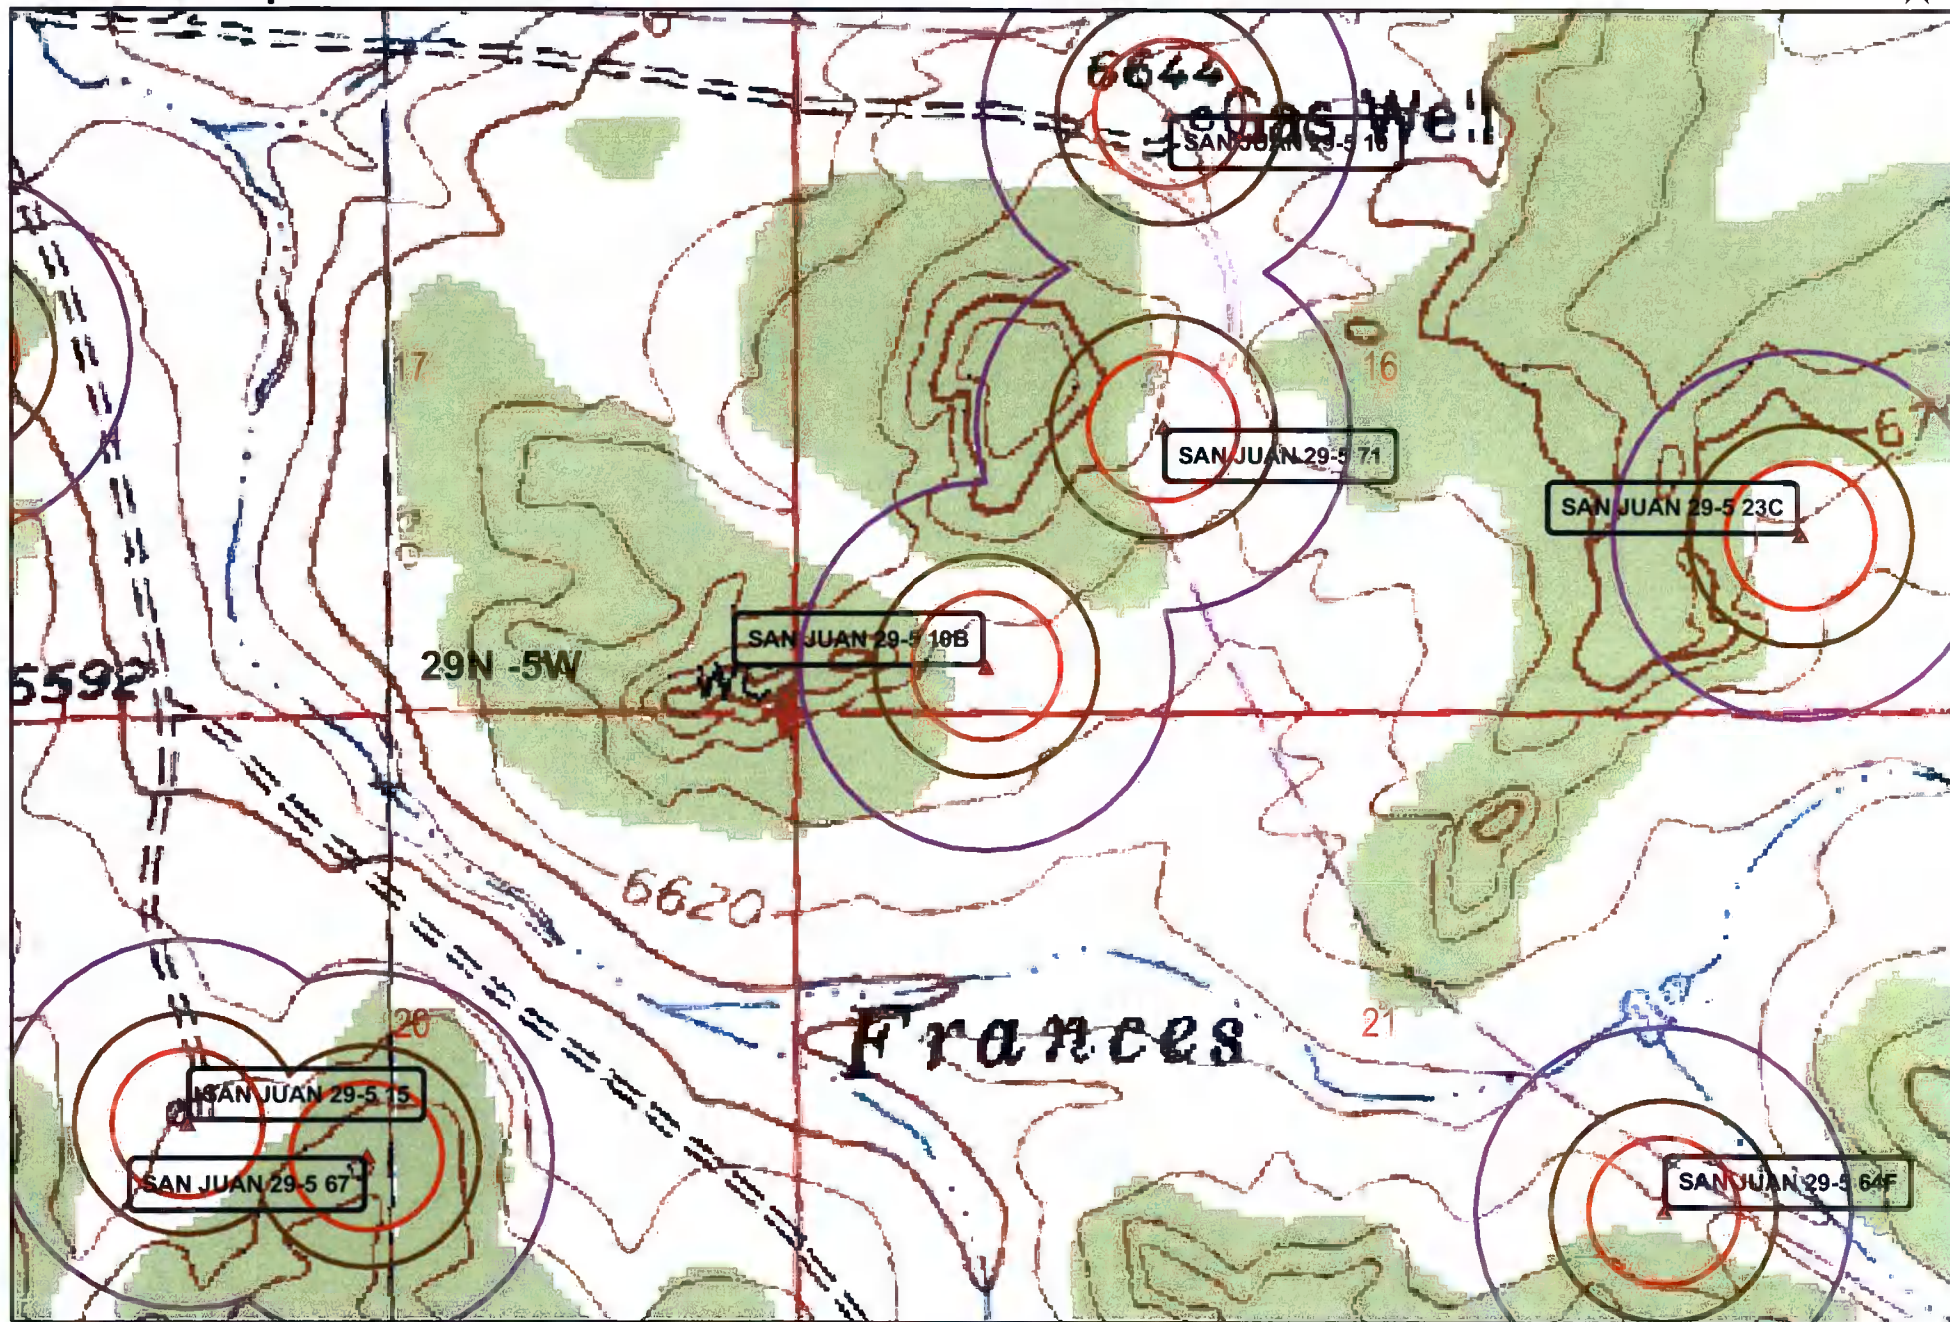 6644
Gas Well
SAN JUAN 29-5 16
17
16
SAN JUAN 29-5 71
67
SAN JUAN 29-5 23C
SAN JUAN 29-5
29N -5W
6592
6620
Frances
20
21
SAN JUAN 29-5 15
SAN JUAN 29-5 67
SAN JUAN 29-5 64F